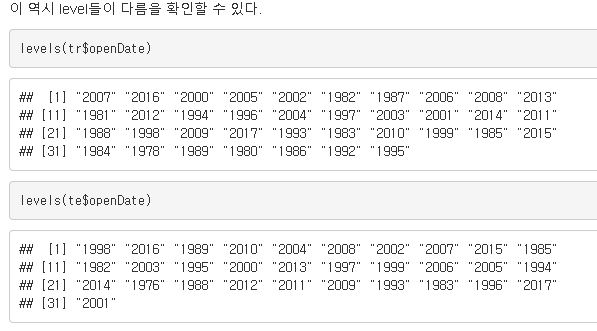 이 역시 level들이 다름을 확인할 수 있다.
levels(tr$openDate)
## [1] "2007" "2016" "2000" "2005" "2002" "1982" "1987" "2006" "2008" "2013"
## [11] "1981" "2012" "1994" "1996" "2004" "1997" "2003" "2001" "2014" "2011"
## [21] "1988" "1998" "2009" "2017" "1993" "1983" "2010" "1999" "1985" "2015"
## [31] "1984" "1978" "1989" "1980" "1986" "1992" "1995"
levels(te$openDate)
## [1] "1998" "2016" "1989" "2010" "2004" "2008" "2002" "2007" "2015" "1985"
## [11] "1982" "2003" "1995" "2000" "2013" "1997" "1999" "2006" "2005" "1994"
## [21] "2014" "1976" "1988" "2012" "2011" "2009" "1993" "1983" "1996" "2017"
## [31] "2001"